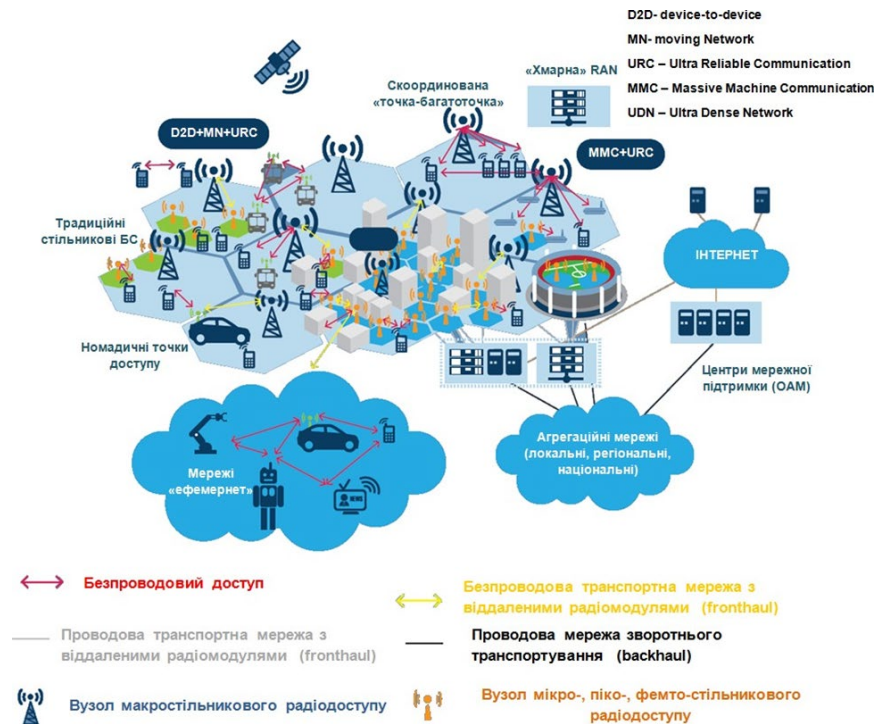 D2D- device-to-device
MN- moving Network
URC – Ultra Reliable Communication
MMC – Massive Machine Communication
UDN – Ultra Dense Network
«Хмарна» RAN
Скоординована
«точка-багатоточка»
D2D+MN+URC
MMC+URC
Традиційні
стільникові БС
ІНТЕРНЕТ
Номадичні точки
доступу
Центри мережної
підтримки (ОАМ)
Агрегаційні мережі
(локальні, регіональні,
національні)
Мережі
«ефемернет»
NEWS
Безпроводовий доступ
Безпроводова транспортна мережа з
віддаленими радіомодулями (fronthaul)
Проводова транспортна мережа з
віддаленими радіомодулями (fronthaul)
Проводова мережа зворотнього
транспортування (backhaul)
Вузол макростільникового радіодоступу
Вузол мікро-, піко-, фемто-стільникового
радіодоступу